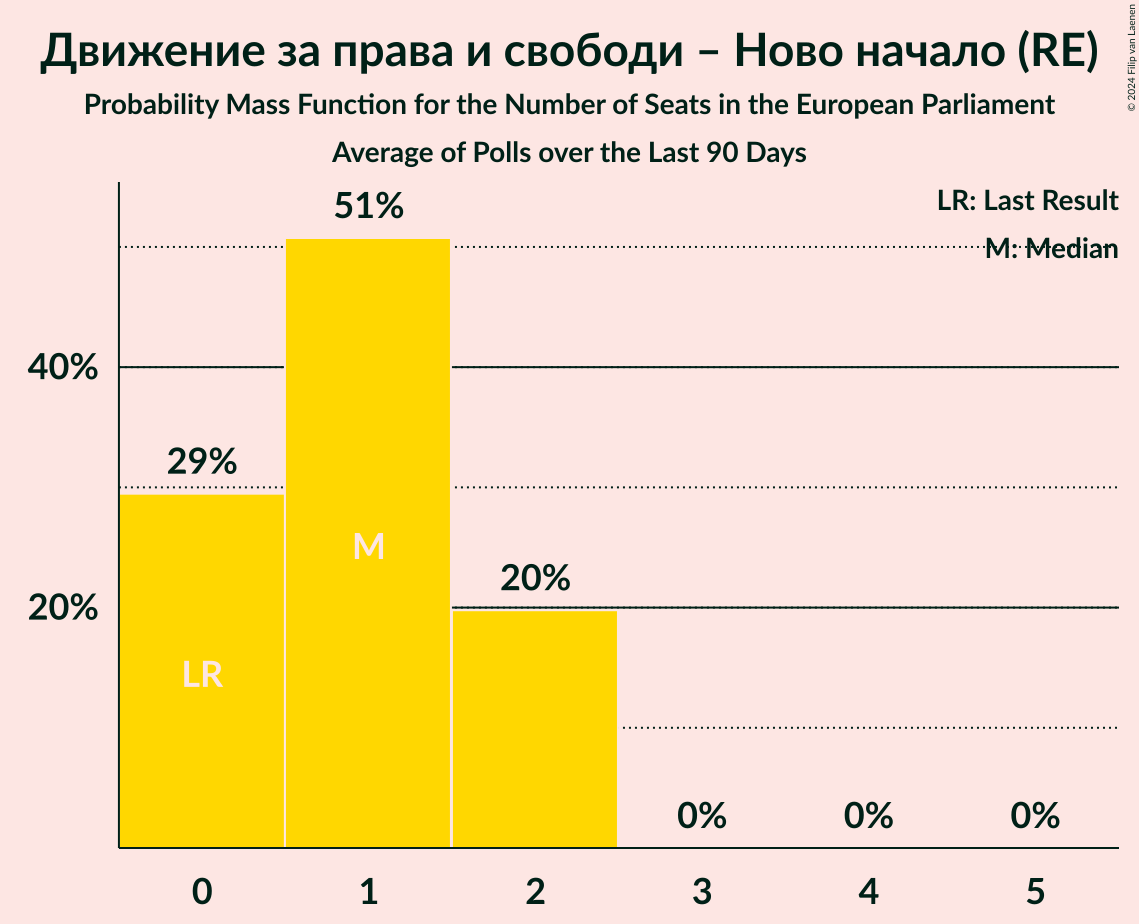 Движение за права и свободи – Ново начало (RE)
Probability Mass Function for the Number of Seats in the European Parliament
Average of Polls over the Last 90 Days
© 2024 Filip van Laenen
LR: Last Result
M: Median
51%
40%
29%
M
20%
20%
LR
0% 0% 0%
0 1 2 3 4 5